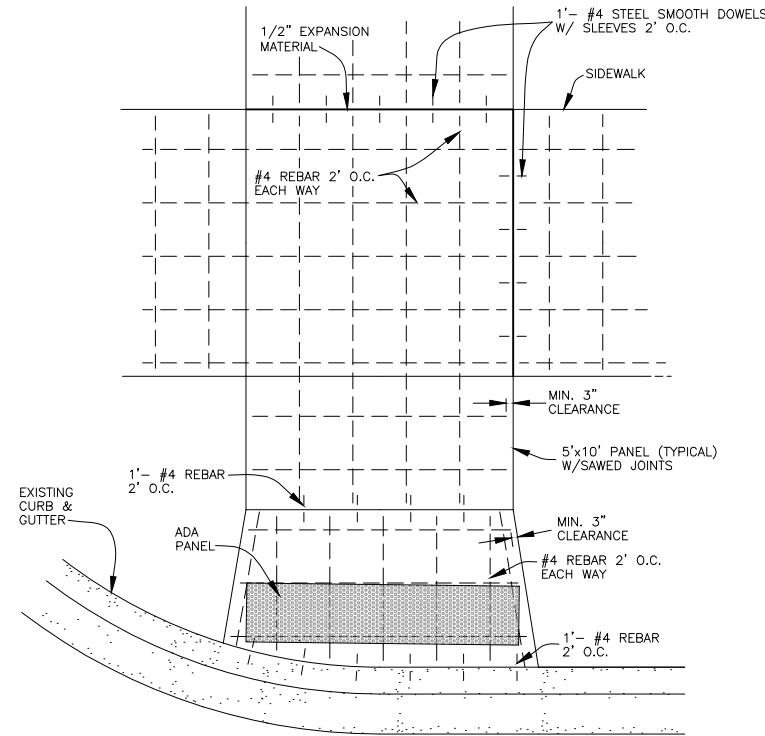 1'- #4 STEEL SMOOTH DOWELS
W/ SLEEVES 2' O.C.
1/2" EXPANSION
MATERIAL
SIDEWALK
#4 REBAR 2' O.C.
EACH WAY
MIN. 3"
CLEARANCE
5'x10' PANEL (TYPICAL)
W/SAWED JOINTS
1'- #4 REBAR
2' O.C.
EXISTING
CURB &
GUTTER
ADA
PANEL
MIN. 3"
CLEARANCE
#4 REBAR 2' O.C.
EACH WAY
1'- #4 REBAR
2' O.C.